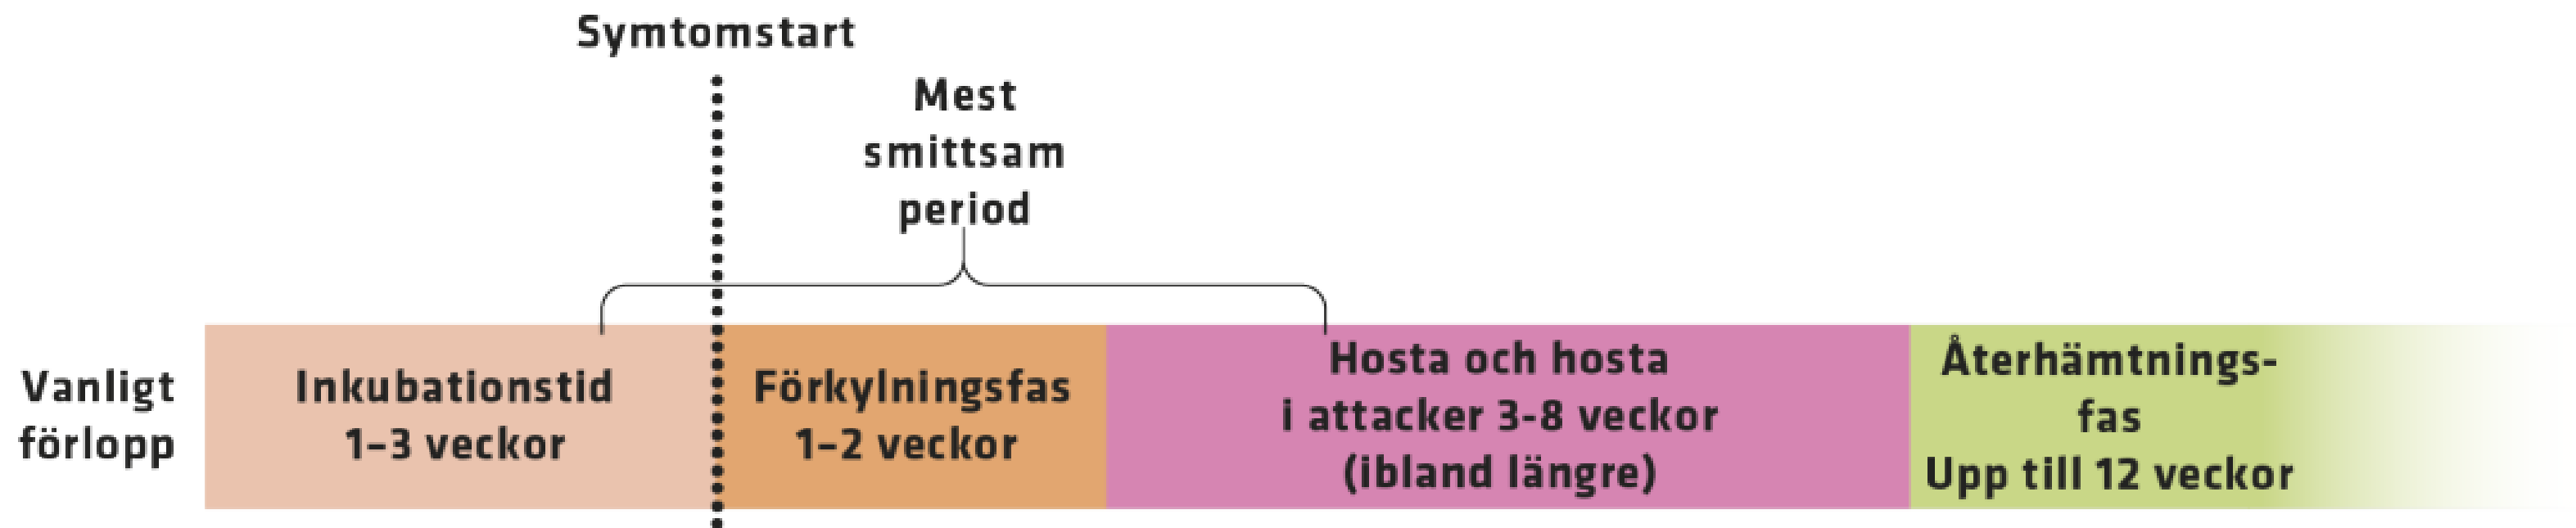 Symtomstart
Mest
smittsam
period
Vanligt
förlopp
Inkubationstid
1–3 veckor
Förkylningsfas
1–2 veckor
Hosta och hosta
i attacker 3-8 veckor
(ibland längre)
Återhämtnings-
fas
Upp till 12 veckor